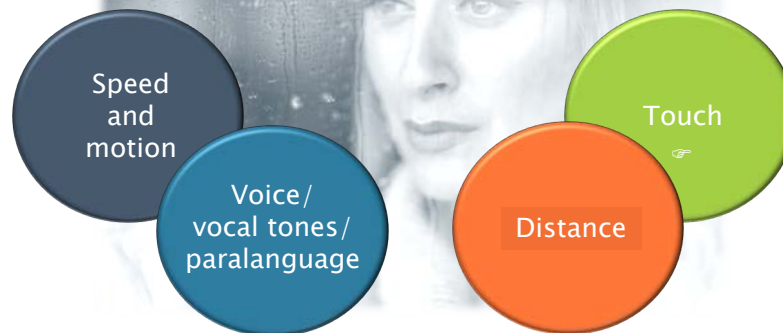 Speed
and
motion
Voice/
vocal tones/
paralanguage
Distance
Touch
☞